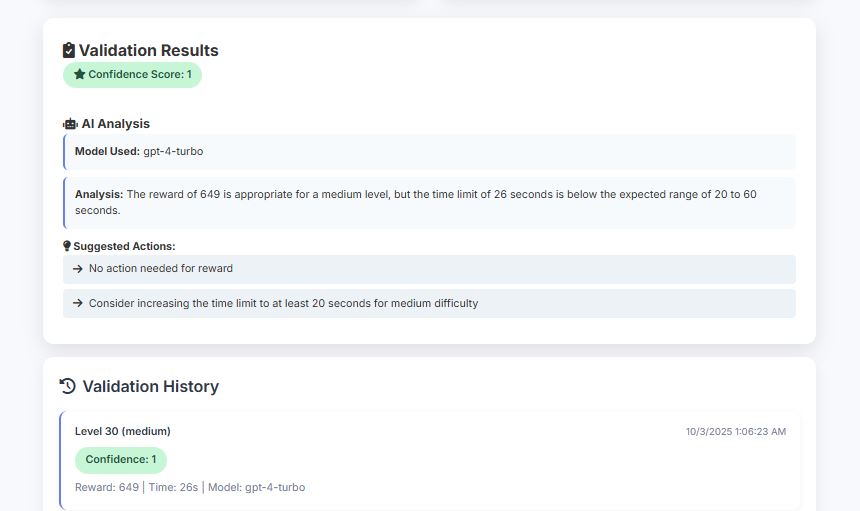 Validation Results
Confidence Score: 1
AI Analysis
Model Used: gpt-4-turbo
Analysis: The reward of 649 is appropriate for a medium level, but the time limit of 26 seconds is below the expected range of 20 to 60
seconds.
Suggested Actions:
→ No action needed for reward
→ Consider increasing the time limit to at least 20 seconds for medium difficulty
Validation History
Level 30 (medium)
10/3/2025 1:06:23 AM
Confidence: 1
Reward: 649 | Time: 26s | Model: gpt-4-turbo